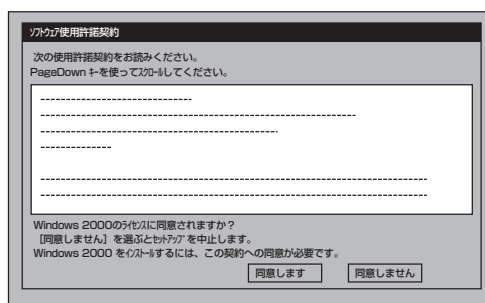 ソフトウェア使用許諾契約
次の使用許諾契約をお読みください。
PageDown キーを使ってスクロールしてください。
Windows 2000のライセンスに同意されますか？
［同意しません］を選ぶとセットアップを中止します。
Windows 2000 をインストールするには、この契約への同意が必要です。
同意します 同意しません